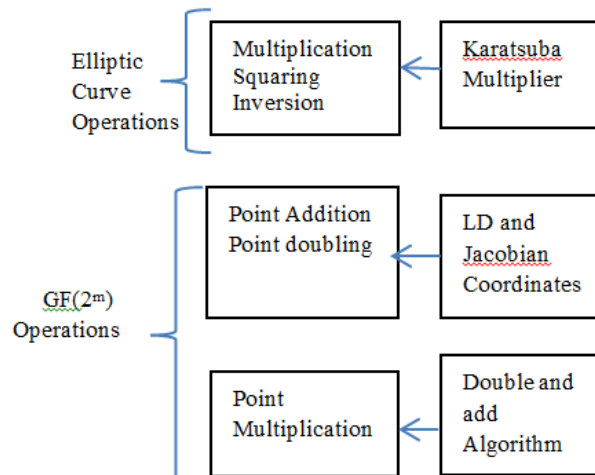 Elliptic
Curve
Operations
Multiplication
Squaring
Inversion
Karatsuba
Multiplier
GF(2ᵐ)
Operations
Point Addition
Point doubling
LD and
Jacobian
Coordinates
Point
Multiplication
Double and
add
Algorithm